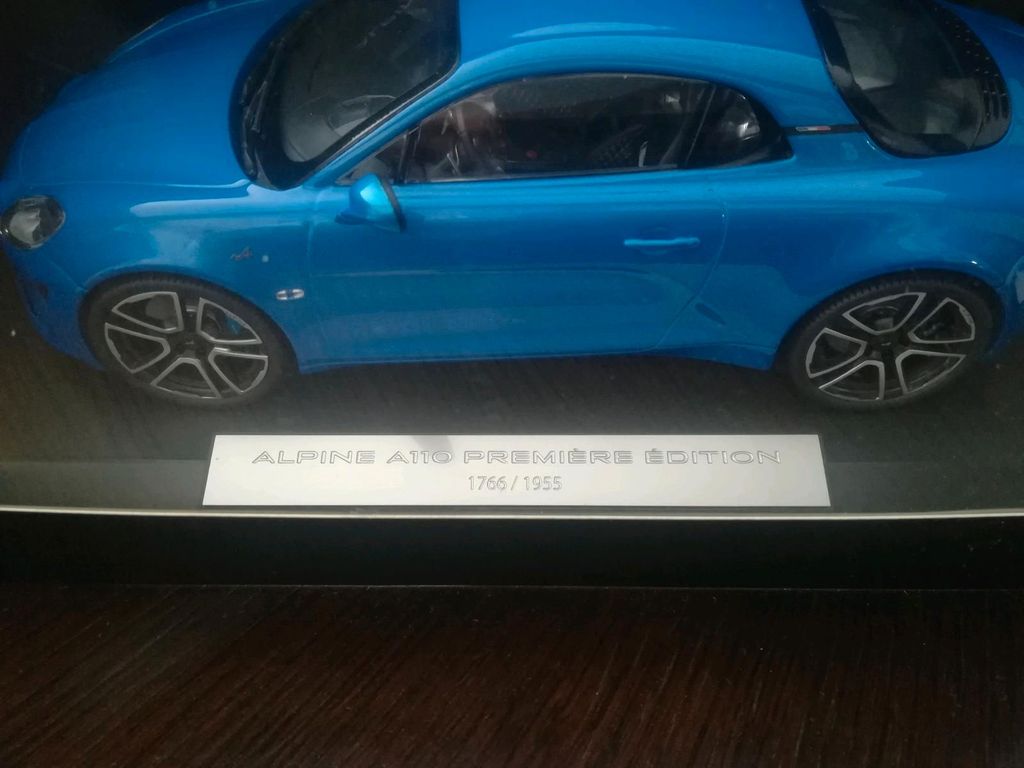 ALPINE A110 PREMIÈRE ÉDITION
1766 / 1955